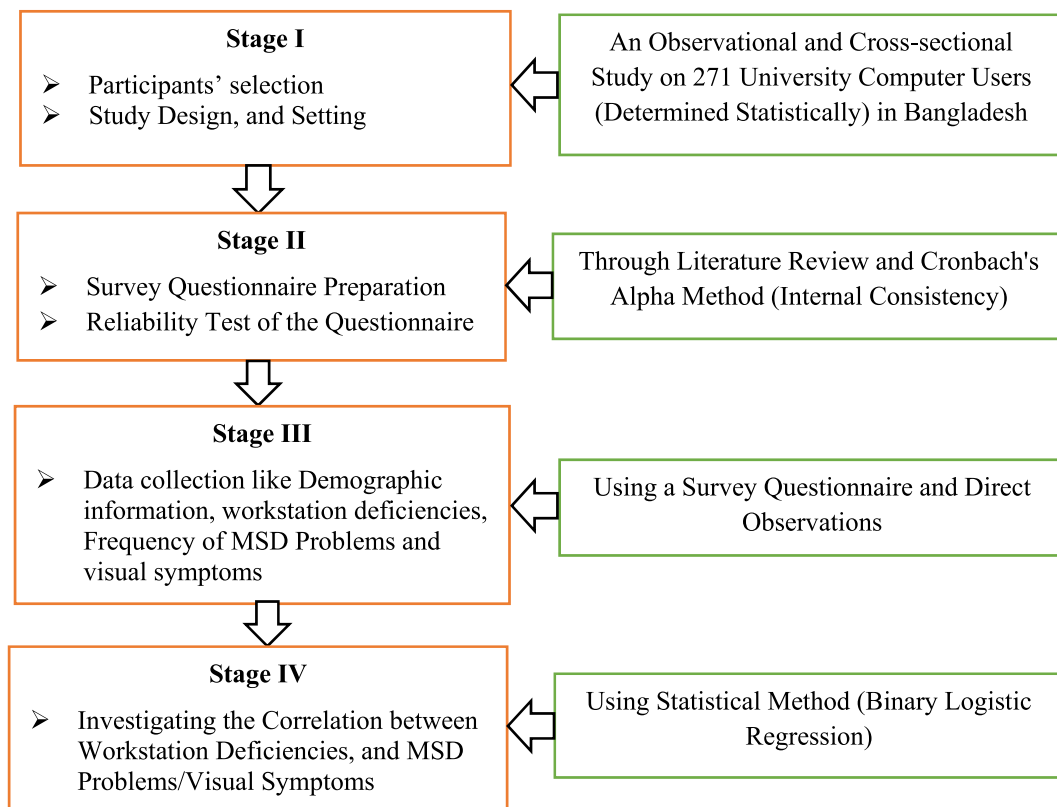 Stage I
➢ Participants' selection
➢ Study Design, and Setting
An Observational and Cross-sectional
Study on 271 University Computer Users
(Determined Statistically) in Bangladesh
Stage II
➢ Survey Questionnaire Preparation
➢ Reliability Test of the Questionnaire
Through Literature Review and Cronbach's
Alpha Method (Internal Consistency)
Stage III
➢ Data collection like Demographic
information, workstation deficiencies,
Frequency of MSD Problems and
visual symptoms
Using a Survey Questionnaire and Direct
Observations
Stage IV
➢ Investigating the Correlation between
Workstation Deficiencies, and MSD
Problems/Visual Symptoms
Using Statistical Method (Binary Logistic
Regression)